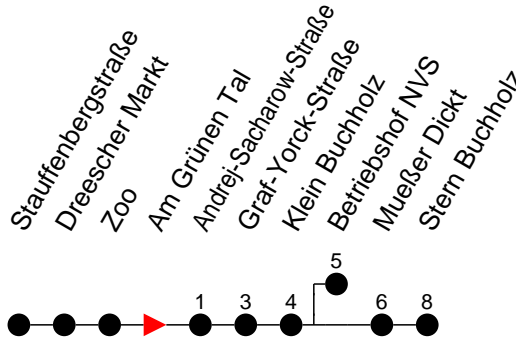 Stauffenbergstraße
Dreescher Markt
Zoo
Am Grünen Tal
Andrej-Sacharow-Straße
Graf-Yorck-Straße
Klein Buchholz
Betriebshof NVS
Mueßer Dickt
Stern Buchholz
5
1 3 4 6 8